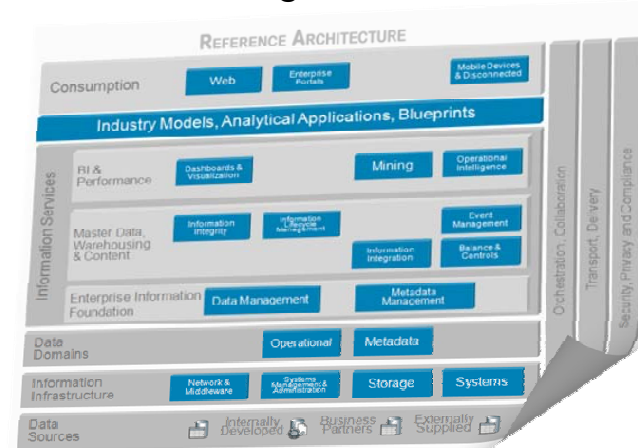 REFERENCE ARCHITECTURE
Consumption
Web
Enterprise
Portals
Mobile Devices
& Disconnected
Industry Models, Analytical Applications, Blueprints
Information Services
BI &
Performance
Dashboards &
Visualization
Mining
Operational
Intelligence
Master Data,
Warehousing
& Content
Information
Integrity
Information
Lifecycle
Management
Event
Management
Information
Integration
Balance &
Controls
Enterprise Information
Foundation
Data Management
Metadata
Management
Data
Domains
Operational
Metadata
Information
Infrastructure
Network &
Middleware
Systems
Management &
Administration
Storage
Systems
Data
Sources
Internally
Developed
Business
Partners
Externally
Supplied
Orchestration, Collaboration
Transport, Delivery
Security, Privacy and Compliance